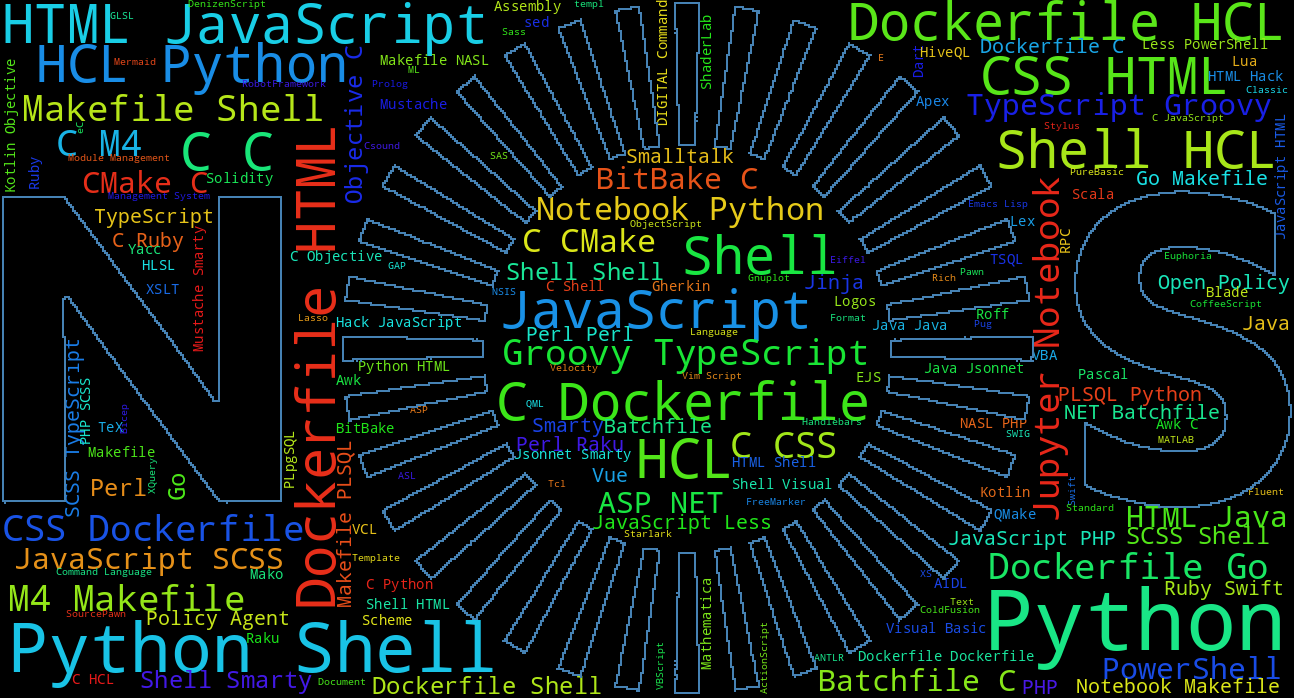 HTML JavaScript
GLSL
DenizenScript
Assembly
templ
sed
Sass
DIGITAL Command
ShaderLab
Dockerfile HCL
HCL Python
Mermaid
RobotFramework
Objective C
Makefile NASL
ML
Prolog
Mustache
Csound
SAS
E
Dart
HiveQL
Dockerfile C
Less PowerShell
Lua
CSS HTML
HTML Hack
Classic
Apex
TypeScript Groovy
C JavaScript
Stylus
Kotlin Objective
Makefile Shell
eC
C M4
C C
Module Management
Ruby
CMake C
Solidity
Management System
HTML
Dockerfile
Shell HCL
PureBasic
Go Makefile
JavaScript HTML
Scala
Smalltalk
BitBake C
Notebook Python
ObjectScript
Emacs Lisp
Lex
RPC
TypeScript
C Ruby
Yacc
HLSL
XSLT
Mustache Smarty
C Objective
GAP
C CMake
Shell
Eiffel
TSQL
Euphoria
Shell Shell
Gnuplot
Jinja
Rich
Pawn
Open Policy
Blade
CoffeeScript
NSIS
C Shell
Gherkin
Logos
JavaScript
Lasso
Hack JavaScript
Format
Java Java
Roff
Pug
Java
Perl Perl
Language
Groovy TypeScript
VBA
Jupyter Notebook
Python HTML
Velocity
Vim Script
EJS
Java Jsonnet
Pascal
Awk
SCSS TypeScript
PHP SCSS
C Dockerfile
QML
ASP
PLSQL Python
NET Batchfile
Awk C
MATLAB
TeX
Bicep
BitBake
Smarty
Batchfile
Handlebars
NASL PHP
SWIG
Perl Raku
C CSS
Makefile
Jsonnet Smarty
HCL
HTML Shell
PLpgSQL
XQuery
Perl
Go
ASL
Tcl
Vue
Shell Visual
Kotlin
Swift
Fluent
ASP NET
FreeMarker
QMake
Standard
HTML Java
CSS Dockerfile
Makefile PLSQL
VCL
JavaScript Less
Starlark
JavaScript PHP
SCSS Shell
JavaScript SCSS
Template
Command Language
Mako
C Python
XS
AIDL
Dockerfile Go
Ruby Swift
M4 Makefile
SourcePawn
Policy Agent
Shell HTML
Scheme
Text
ColdFusion
Python
Python Shell
Raku
Mathematica
VBScript
ActionScript
Visual Basic
ANTLR
Dockerfile Dockerfile
PowerShell
C HCL
Shell Smarty
Document
Dockerfile Shell
Batchfile C
PHP
Notebook Makefile